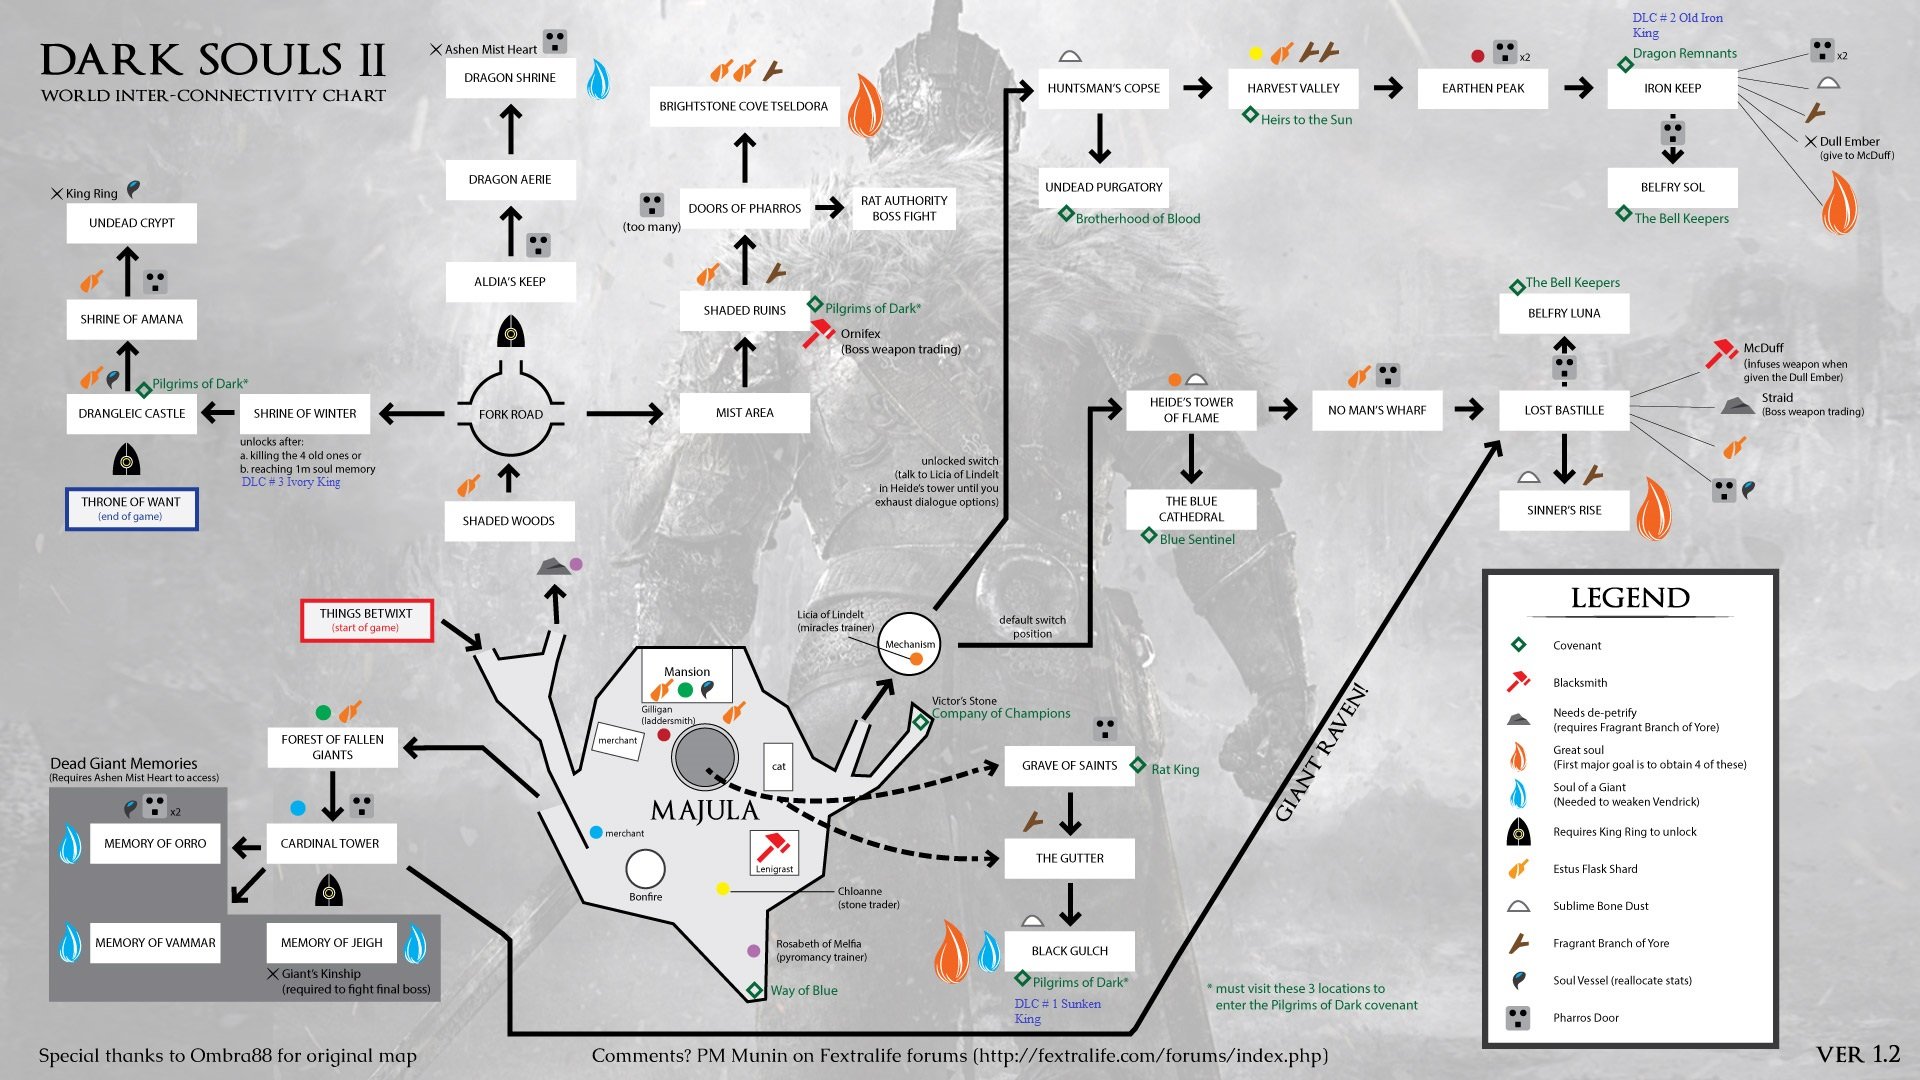 DARK SOULS II
WORLD INTER-CONNECTIVITY CHART
King Ring
UNDEAD CRYPT
SHRINE OF AMANA
Pilgrims of Dark*
DRANGLEIC CASTLE
THRONE OF WANT
(end of game)
SHRINE OF WINTER
unlocks after:
a. killing the 4 old ones or
b. reaching 1m soul memory
DLC # 3 Ivory King
Ashen Mist Heart
DRAGON SHRINE
DRAGON AERIE
ALDIA'S KEEP
FORK ROAD
SHADED WOODS
BRIGHTSTONE COVE TSELDORA
(too many)
DOORS OF PHARROS
RAT AUTHORITY
BOSS FIGHT
SHADED RUINS
Pilgrims of Dark*
Ornifex
(Boss weapon trading)
MIST AREA
HUNTSMAN'S COPSE
UNDEAD PURGATORY
Brotherhood of Blood
HARVEST VALLEY
Heirs to the Sun
x2
EARTHEN PEAK
DLC # 2 Old Iron
King
Dragon Remnants
IRON KEEP
BELFRY SOL
The Bell Keepers
x2
Dull Ember
(give to McDuff)
The Bell Keepers
BELFRY LUNA
HEIDE'S TOWER
OF FLAME
THE BLUE
CATHEDRAL
Blue Sentinel
NO MAN'S WHARF
LOST BASTILLE
SINNER'S RISE
McDuff
(infuses weapon when
given the Dull Ember)
Straid
(Boss weapon trading)
unlocked switch
(talk to Licia of Lindelt
in Heide's tower until you
exhaust dialogue options)
Licia of Lindelt
(miracles trainer)
Mechanism
default switch
position
THINGS BETWIXT
(start of game)
Mansion
Gilligan
(laddersmith)
merchant
cat
MAJULA
merchant
Bonfire
Lenigrast
Chloanne
(stone trader)
Rosabeth of Melfia
(pyromancy trainer)
Way of Blue
Victor's Stone
Company of Champions
GRAVE OF SAINTS
Rat King
THE GUTTER
BLACK GULCH
Pilgrims of Dark*
DLC # 1 Sunken
King
* must visit these 3 locations to
enter the Pilgrims of Dark covenant
GIANT RAVEN!
FOREST OF FALLEN
GIANTS
CARDINAL TOWER
Dead Giant Memories
(Requires Ashen Mist Heart to access)
x2
MEMORY OF ORRO
MEMORY OF VAMMAR
MEMORY OF JEIGH
Giant's Kinship
(required to fight final boss)
LEGEND
Covenant
Blacksmith
Needs de-petrify
(requires Fragrant Branch of Yore)
Great soul
(First major goal is to obtain 4 of these)
Soul of a Giant
(Needed to weaken Vendrick)
Requires King Ring to unlock
Estus Flask Shard
Sublime Bone Dust
Fragrant Branch of Yore
Soul Vessel (reallocate stats)
Pharros Door
Special thanks to Ombra88 for original map
Comments? PM Munin on Fextralife forums (http://fextralife.com/forums/index.php)
VER 1.2